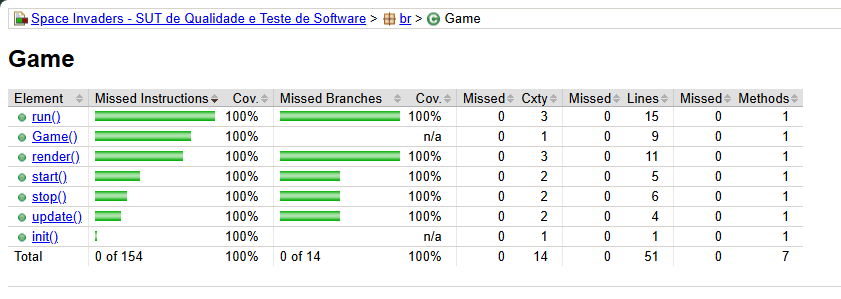 Space Invaders - SUT de Qualidade e Teste de Software > br > Game
Game
Element Missed Instructions Cov. Missed Branches Cov. Missed Cxty Missed Lines Missed Methods
run() 100% 100% 0 3 0 15 0 1
Game() 100% n/a 0 1 0 9 0 1
render() 100% 100% 0 3 0 11 0 1
start() 100% 100% 0 2 0 5 0 1
stop() 100% 100% 0 2 0 6 0 1
update() 100% 100% 0 2 0 4 0 1
init() 100% n/a 0 1 0 1 0 1
Total 0 of 154 100% 0 of 14 100% 0 14 0 51 0 7